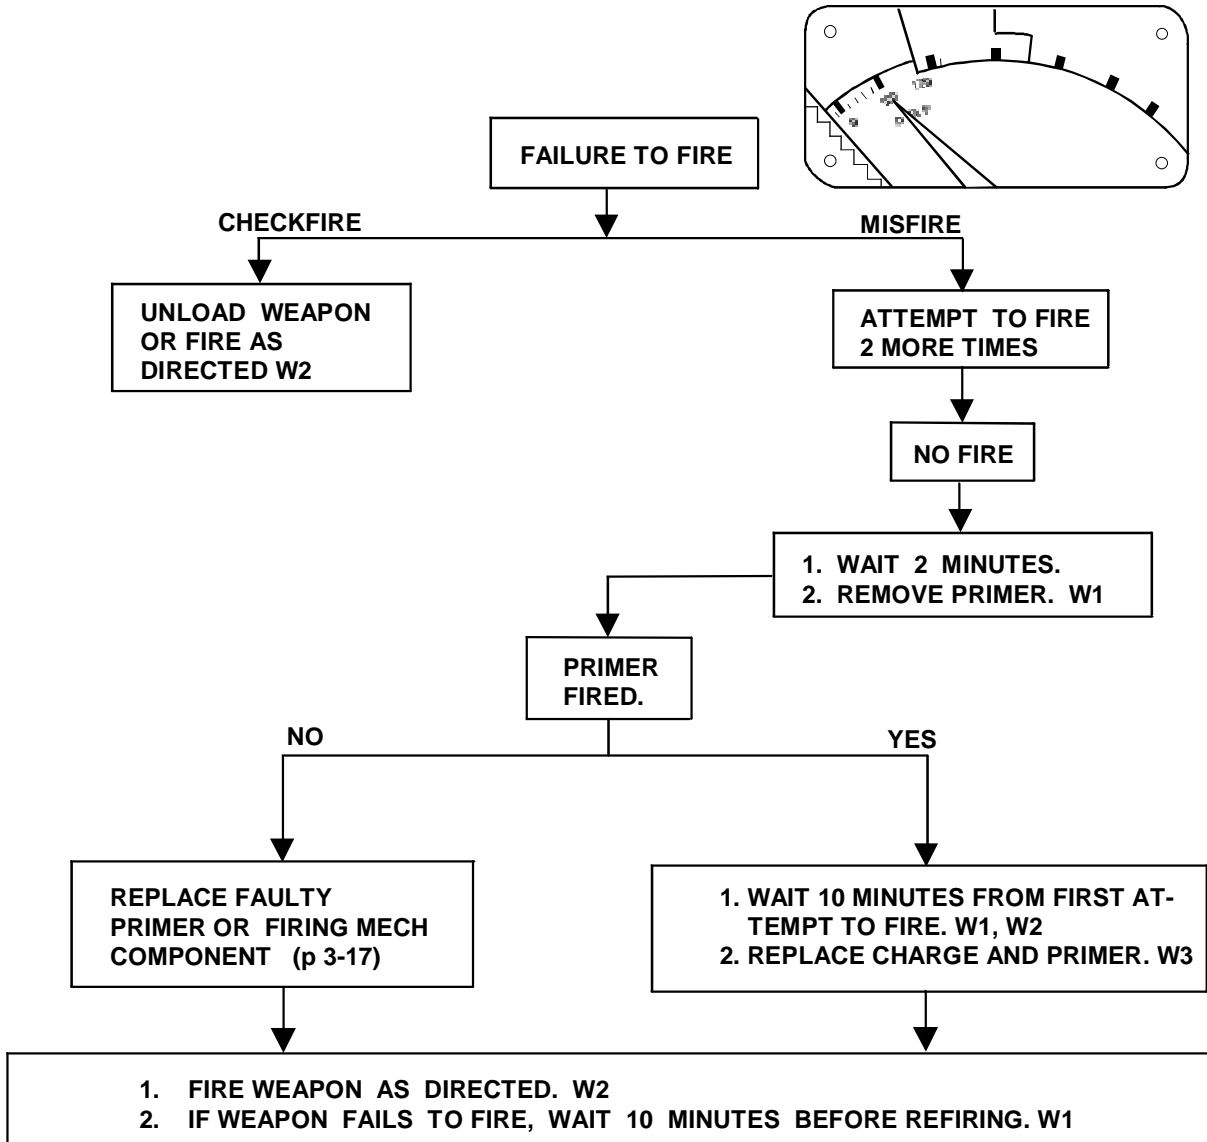 FAILURE TO FIRE
CHECKFIRE
MISFIRE
UNLOAD WEAPON
OR FIRE AS
DIRECTED W2
ATTEMPT TO FIRE
2 MORE TIMES
NO FIRE
1. WAIT 2 MINUTES.
2. REMOVE PRIMER. W1
PRIMER
FIRED.
NO
YES
REPLACE FAULTY
PRIMER OR FIRING MECH
COMPONENT (p 3-17)
1. WAIT 10 MINUTES FROM FIRST AT-
TEMPT TO FIRE. W1, W2
2. REPLACE CHARGE AND PRIMER. W3
1. FIRE WEAPON AS DIRECTED. W2
2. IF WEAPON FAILS TO FIRE, WAIT 10 MINUTES BEFORE REFIRING. W1